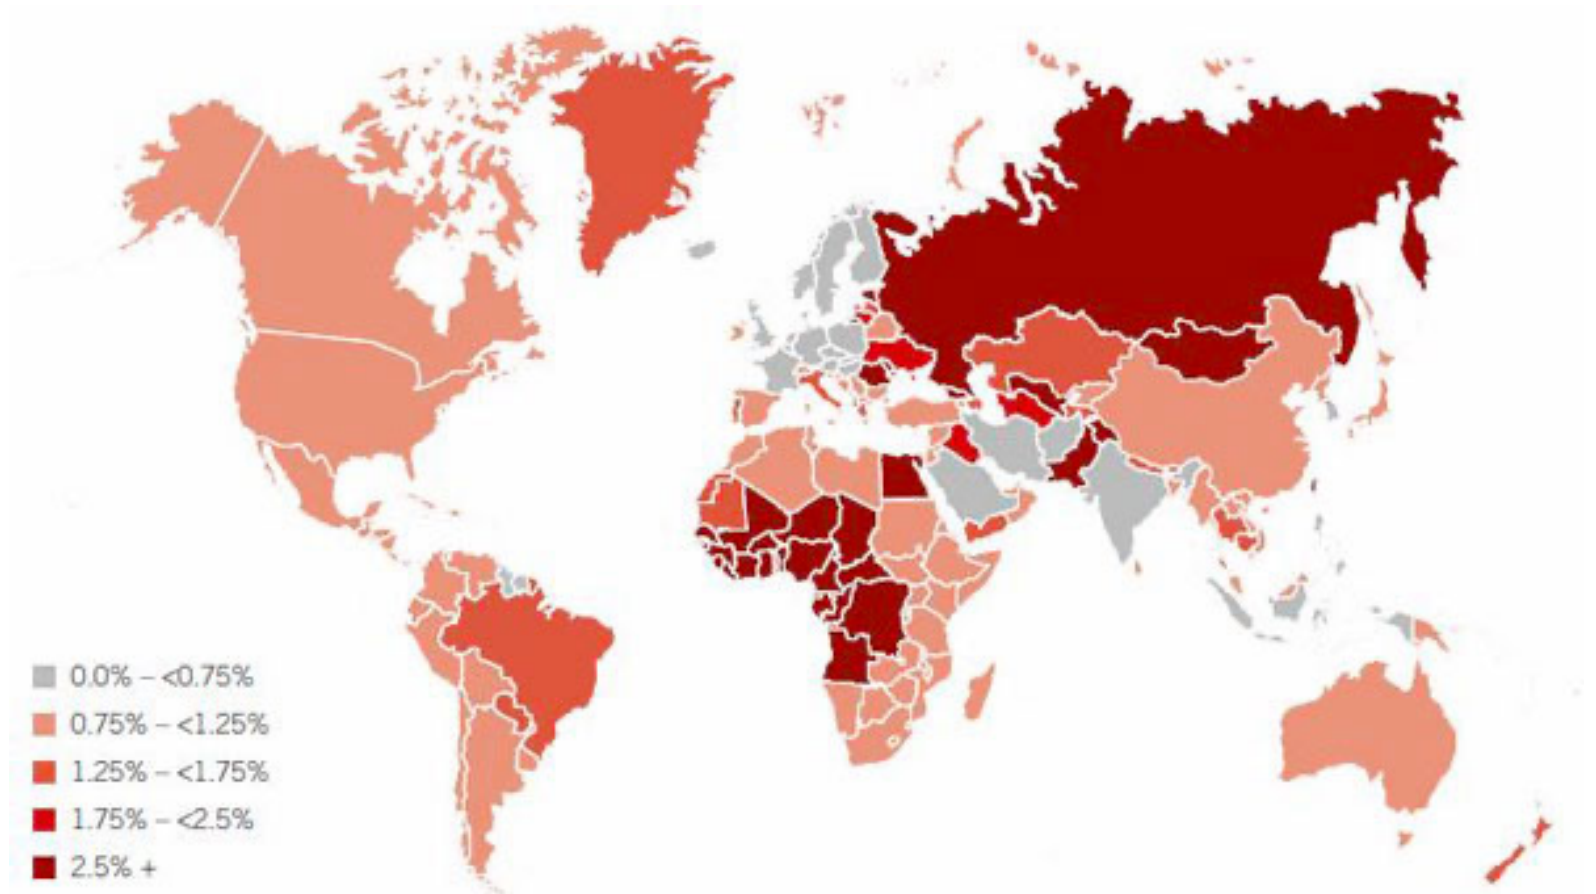 0.0% – <0.75%
0.75% – <1.25%
1.25% – <1.75%
1.75% – <2.5%
2.5% +